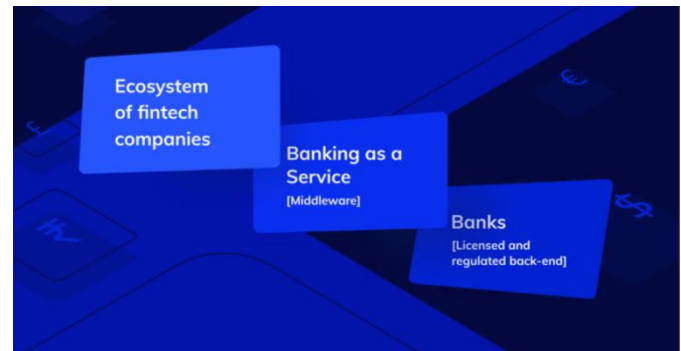 Ecosystem
of fintech
companies
Banking as a
Service
[Middleware]
Banks
[Licensed and
regulated back-end]
€
$